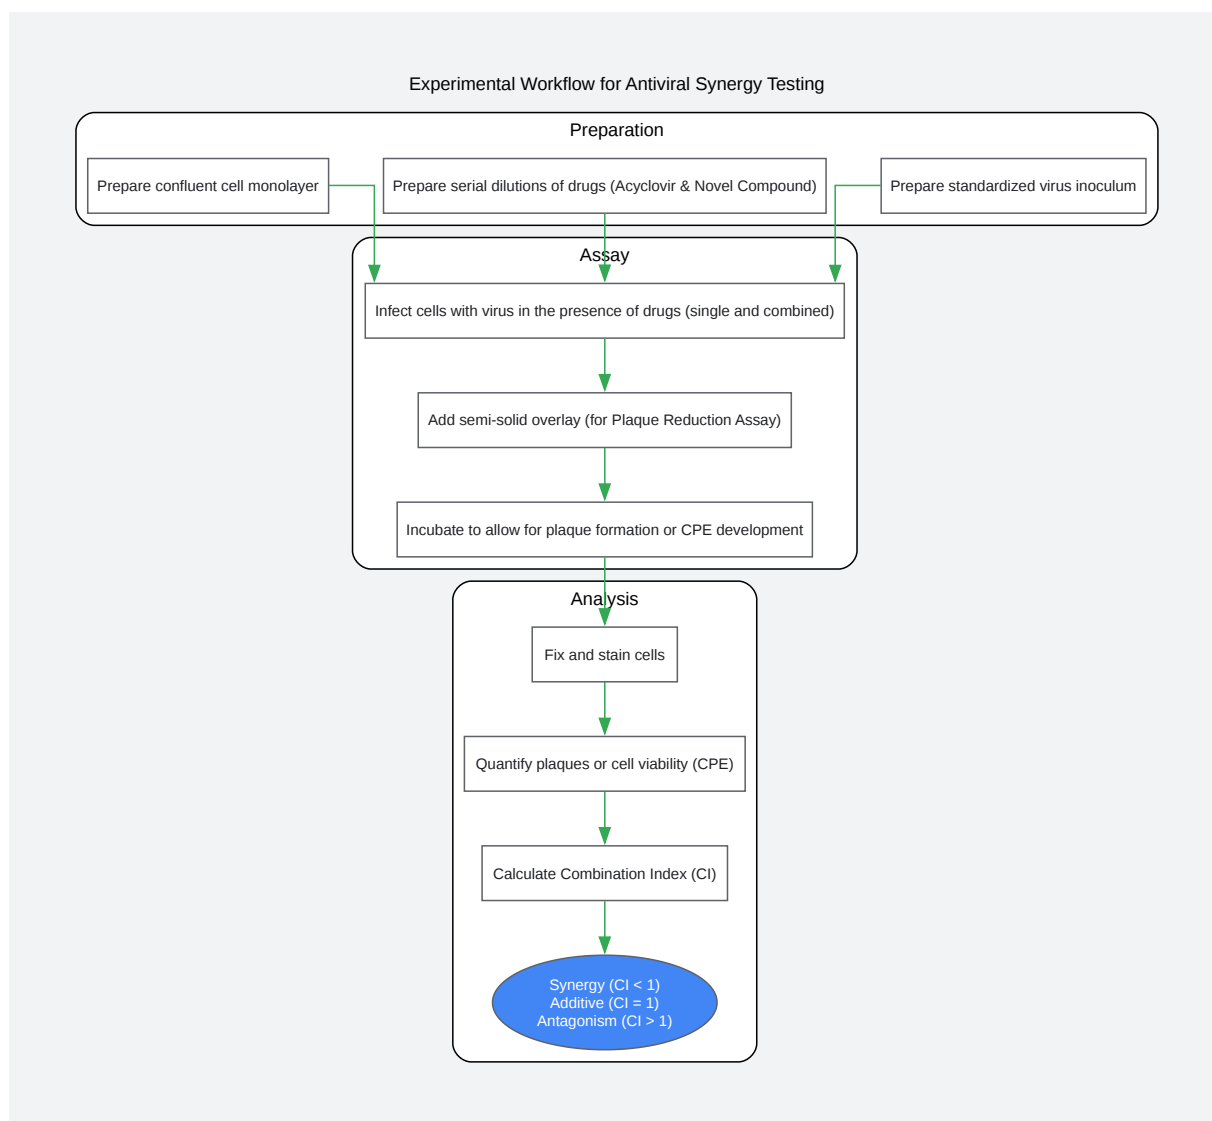 Experimental Workflow for Antiviral Synergy Testing
Preparation
Prepare confluent cell monolayer
Prepare serial dilutions of drugs (Acyclovir & Novel Compound)
Prepare standardized virus inoculum
Assay
Infect cells with virus in the presence of drugs (single and combined)
Add semi-solid overlay (for Plaque Reduction Assay)
Incubate to allow for plaque formation or CPE development
Analysis
Fix and stain cells
Quantify plaques or cell viability (CPE)
Calculate Combination Index (CI)
Synergy (CI < 1)
Additive (CI = 1)
Antagonism (CI > 1)